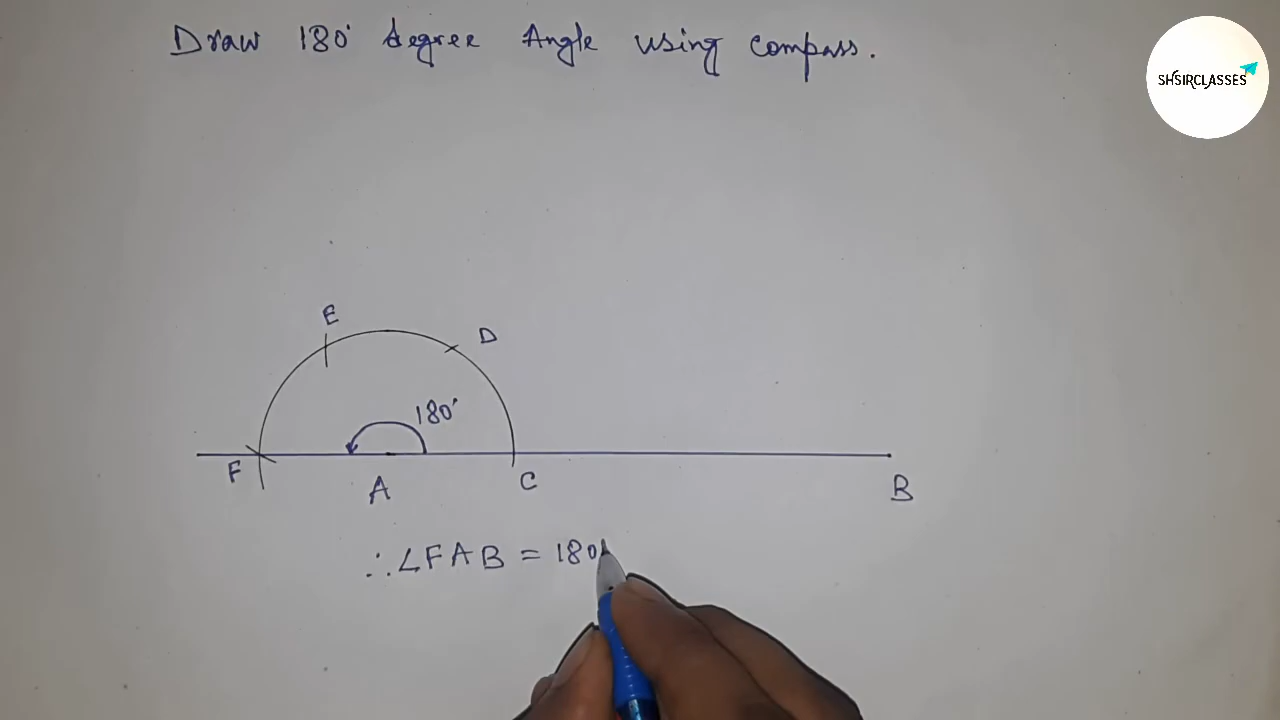 Draw 180° degree Angle using compass.
SHSIRCLASSES
E
D
180°
F
A
C
B
∴ ∠FAB = 180